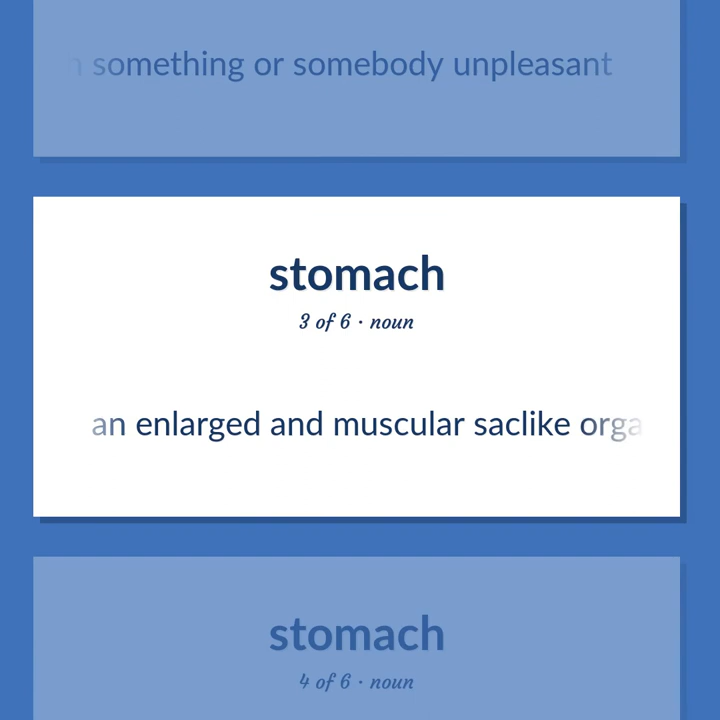 something or somebody unpleasant
stomach
3 of 6 · noun
an enlarged and muscular saclike orga
stomach
4 of 6 · noun